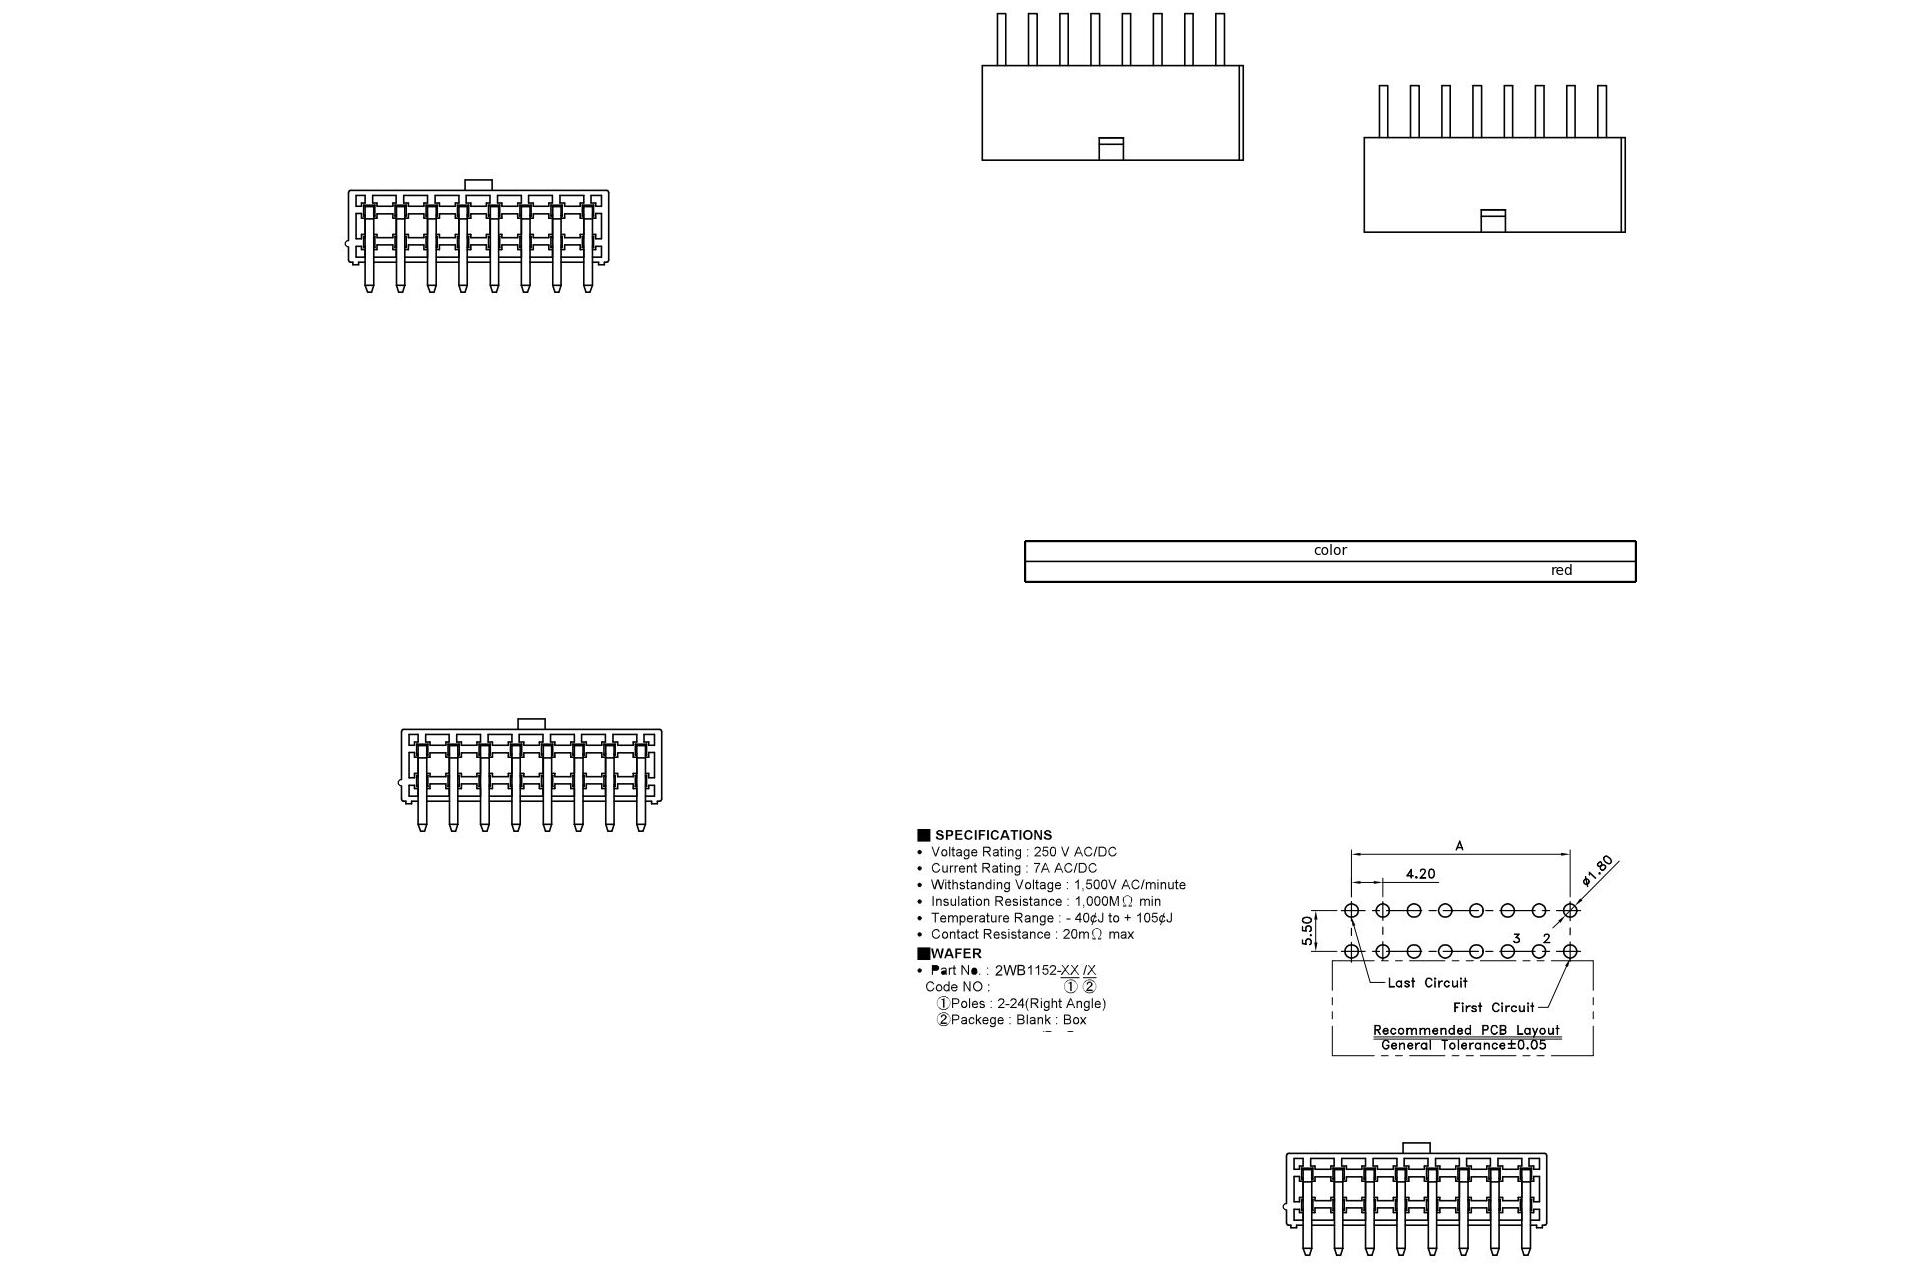 color
red
■ SPECIFICATIONS
• Voltage Rating : 250 V AC/DC
• Current Rating : 7A AC/DC
• Withstanding Voltage : 1,500V AC/minute
• Insulation Resistance : 1,000MΩ min
• Temperature Range : - 40¢J to + 105¢J
• Contact Resistance : 20mΩ max
■WAFER
• Part No. : 2WB1152-XX /X
Code NO : ① ②
①Poles : 2-24(Right Angle)
②Packege : Blank : Box
A
4.20
ø1.80
5.50
3 2
Last Circuit
First Circuit
Recommended PCB Layout
General Tolerance±0.05